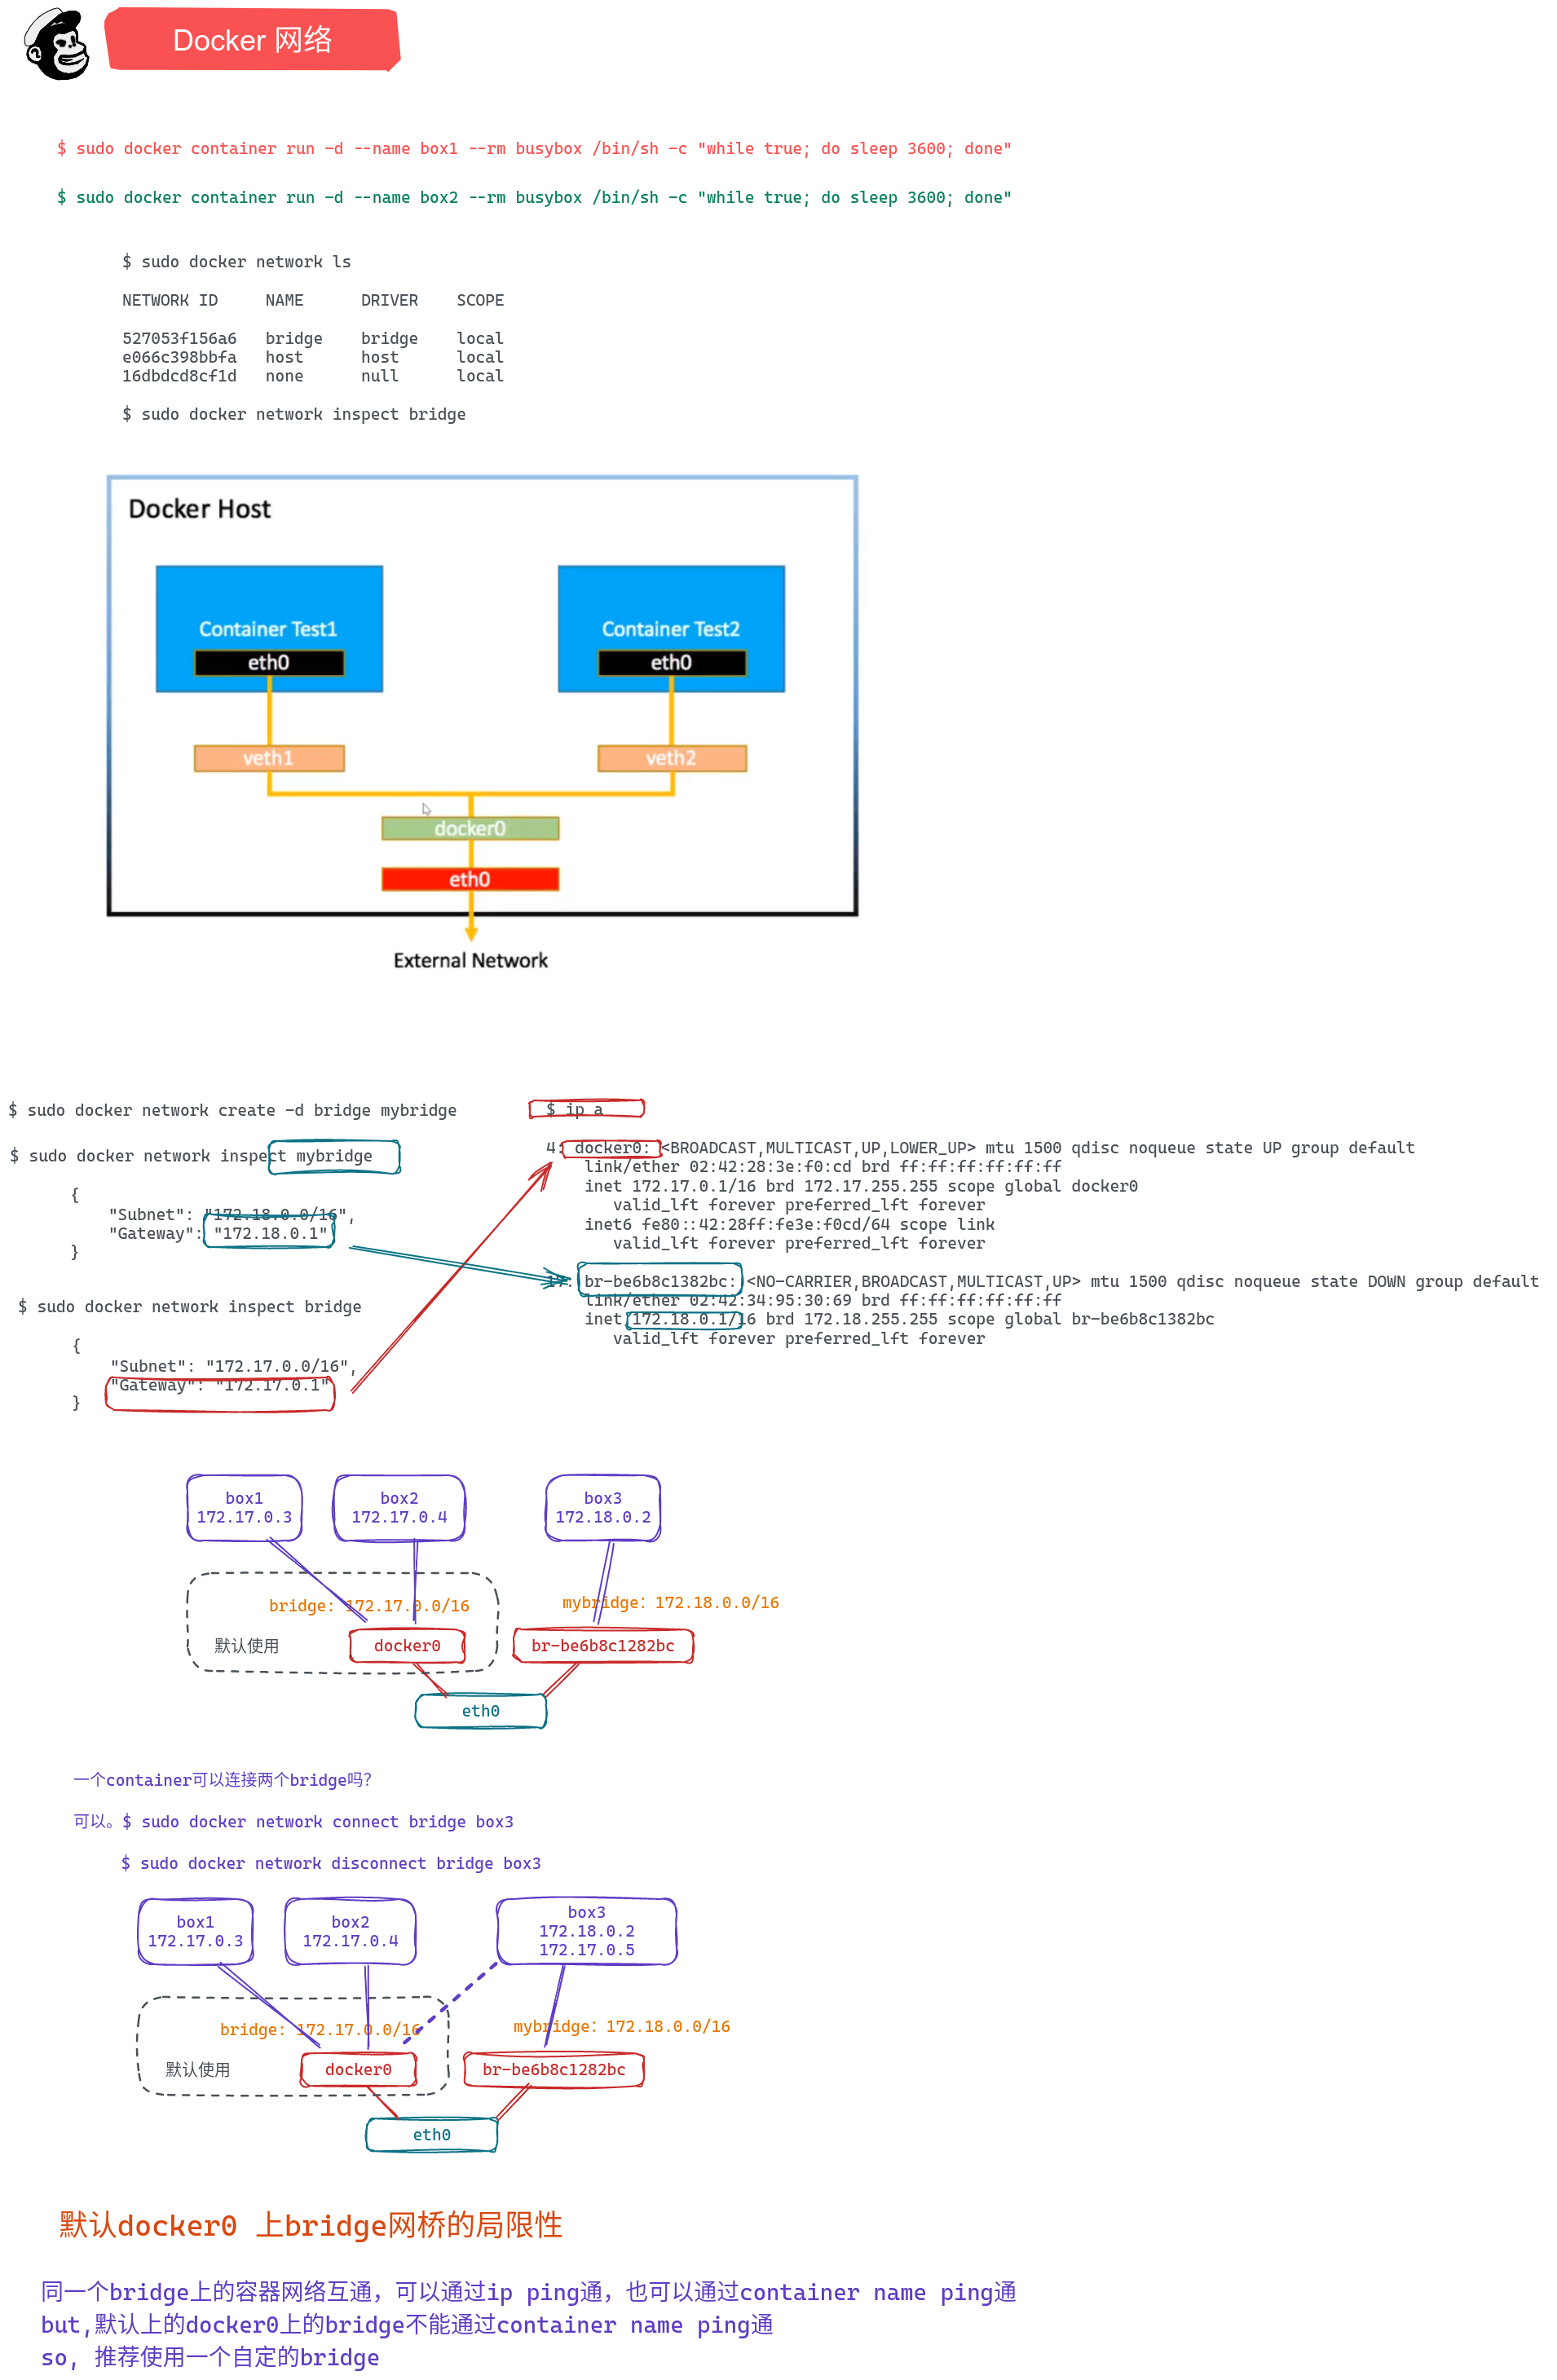 Docker 网络
$ sudo docker container run -d --name box1 --rm busybox /bin/sh -c "while true; do sleep 3600; done"
$ sudo docker container run -d --name box2 --rm busybox /bin/sh -c "while true; do sleep 3600; done"
$ sudo docker network ls
NETWORK ID     NAME      DRIVER    SCOPE
527053f156a6   bridge    bridge    local
e066c398bbfa   host      host      local
16dbdcd8cf1d   none      null      local
$ sudo docker network inspect bridge
Docker Host
Container Test1
eth0
Container Test2
eth0
veth1
veth2
docker0
eth0
External Network
$ sudo docker network create -d bridge mybridge
$ sudo docker network inspect mybridge
{
"Subnet": "172.18.0.0/16",
"Gateway": "172.18.0.1"
}
$ sudo docker network inspect bridge
{
"Subnet": "172.17.0.0/16",
"Gateway": "172.17.0.1"
}
$ ip a
4: docker0: <BROADCAST,MULTICAST,UP,LOWER_UP> mtu 1500 qdisc noqueue state UP group default
link/ether 02:42:28:3e:f0:cd brd ff:ff:ff:ff:ff:ff
inet 172.17.0.1/16 brd 172.17.255.255 scope global docker0
valid_lft forever preferred_lft forever
inet6 fe80::42:28ff:fe3e:f0cd/64 scope link
valid_lft forever preferred_lft forever
br-be6b8c1382bc: <NO-CARRIER,BROADCAST,MULTICAST,UP> mtu 1500 qdisc noqueue state DOWN group default
link/ether 02:42:34:95:30:69 brd ff:ff:ff:ff:ff:ff
inet 172.18.0.1/16 brd 172.18.255.255 scope global br-be6b8c1382bc
valid_lft forever preferred_lft forever
box1
172.17.0.3
box2
172.17.0.4
box3
172.18.0.2
bridge: 172.17.0.0/16
mybridge: 172.18.0.0/16
默认使用
docker0
br-be6b8c1282bc
eth0
一个container可以连接两个bridge吗?
可以。$ sudo docker network connect bridge box3
$ sudo docker network disconnect bridge box3
box1
172.17.0.3
box2
172.17.0.4
box3
172.18.0.2
172.17.0.5
bridge: 172.17.0.0/16
mybridge: 172.18.0.0/16
默认使用
docker0
br-be6b8c1282bc
eth0
默认docker0 上bridge网桥的局限性
同一个bridge上的容器网络互通，可以通过ip ping通，也可以通过container name ping通
but,默认上的docker0上的bridge不能通过container name ping通
so, 推荐使用一个自定的bridge